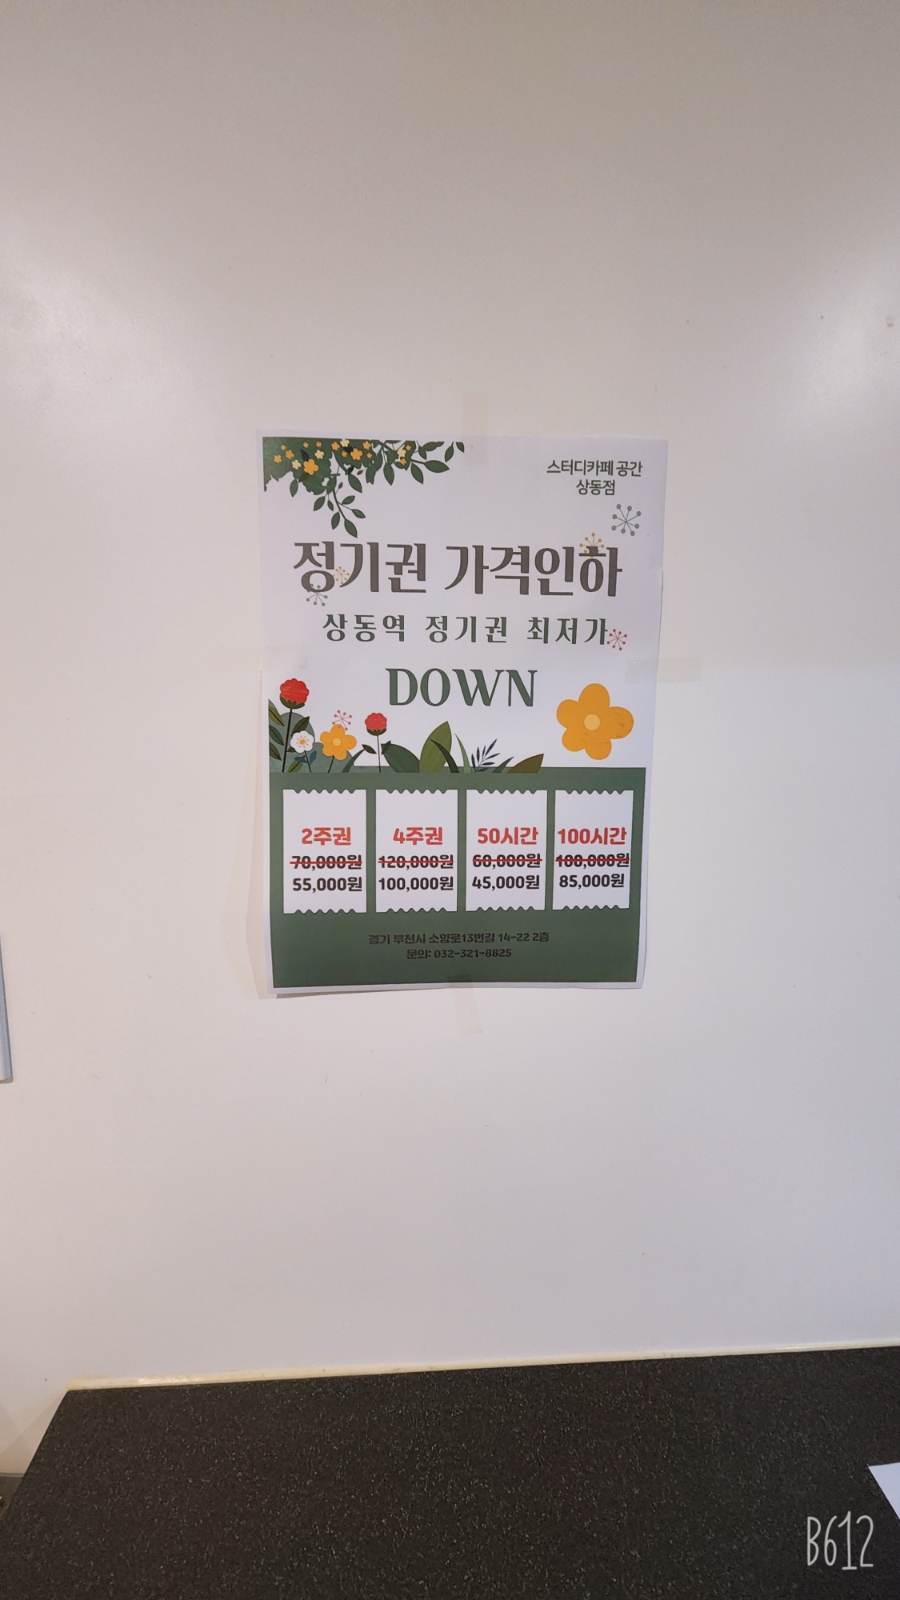 스터디카페 공간
상동점
정기권 가격인하
상동역 정기권 최저가
DOWN
2주권 4주권 50시간 100시간
70,000원 120,000원 60,000원 100,000원
55,000원 100,000원 45,000원 85,000원
경기 부천시 소향로13번길 14-22 2층
문의: 032-321-8825
B612